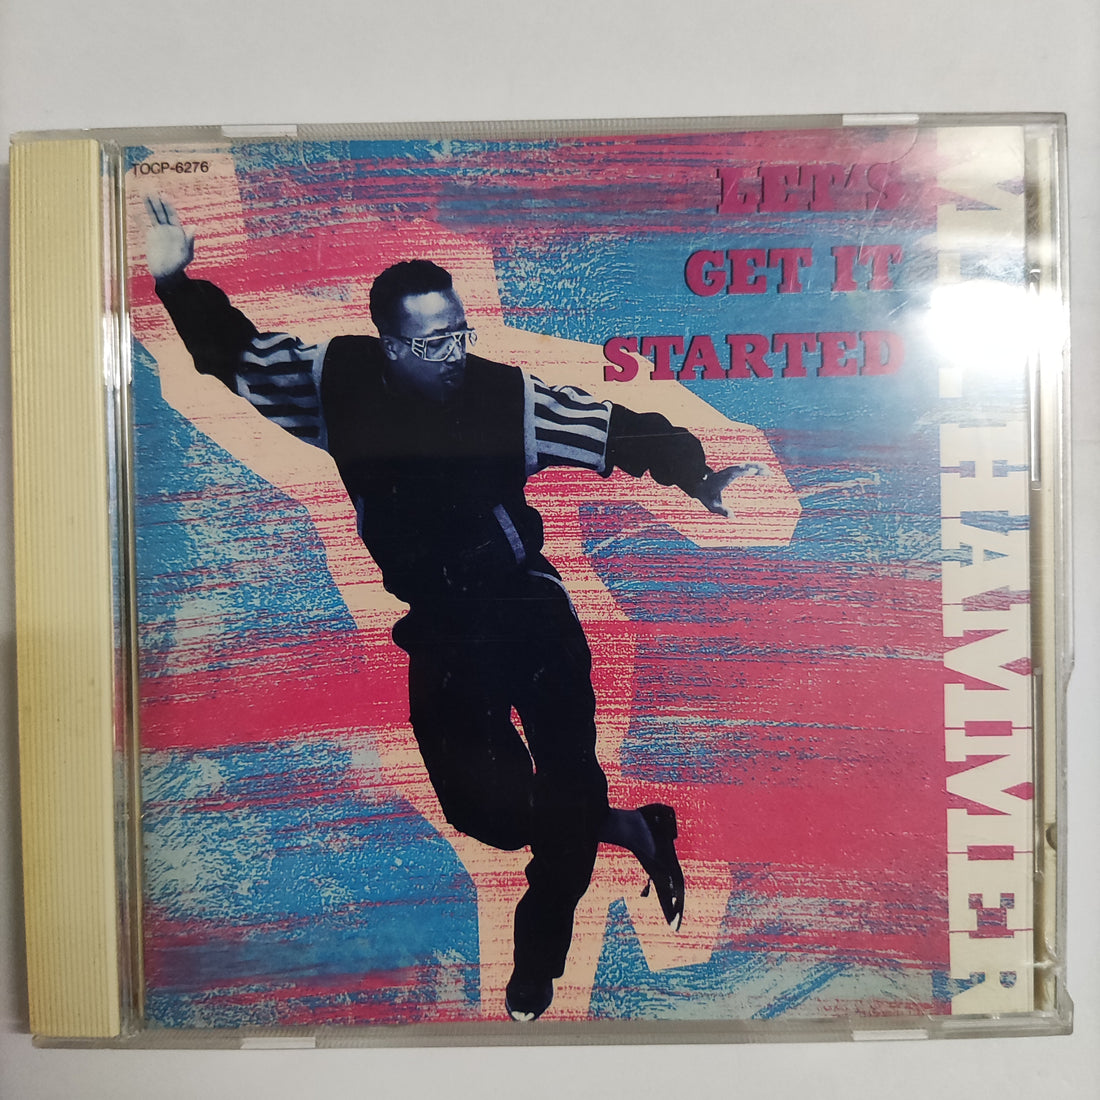 TOCP-6276
LET'S
GET IT
STARTED
M.C. HAMMER